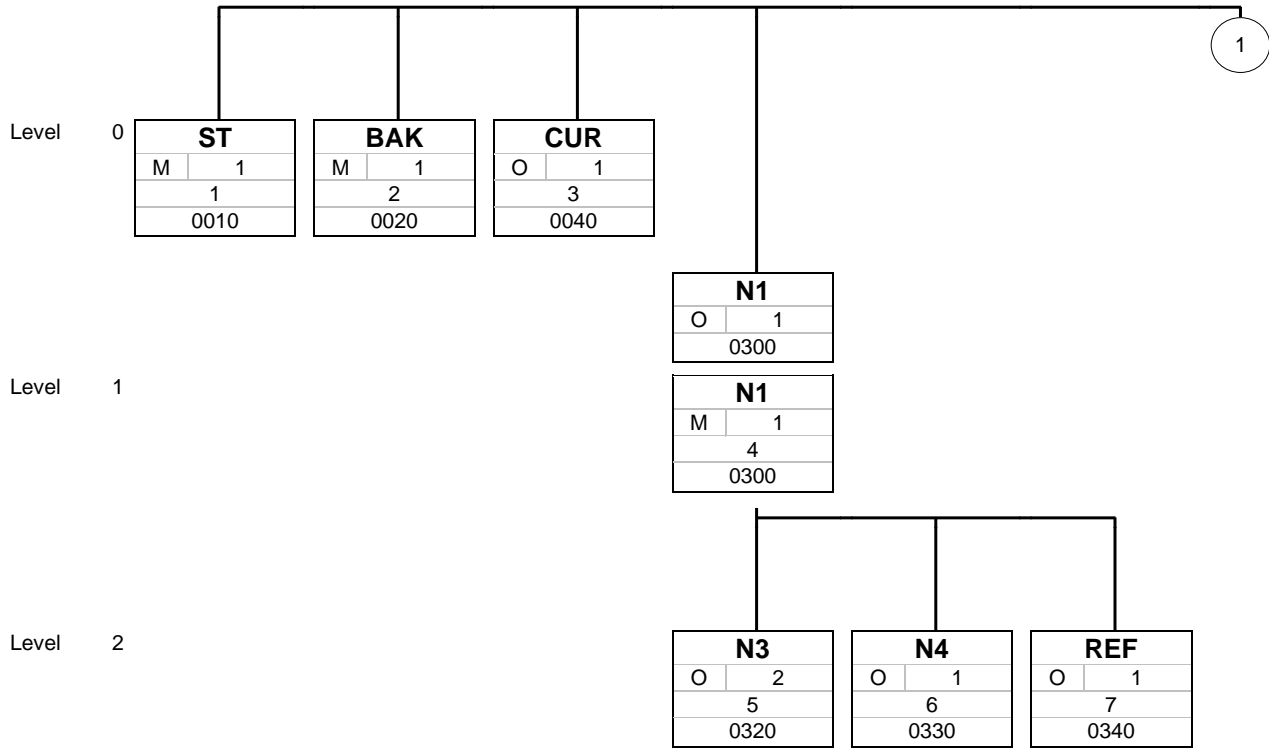 1
Level 0
ST BAK CUR
M 1 M 1 O 1
1 2 3
0010 0020 0040
N1
O 1
0300
Level 1
N1
M 1
4
0300
Level 2
N3 N4 REF
O 2 O 1 O 1
5 6 7
0320 0330 0340